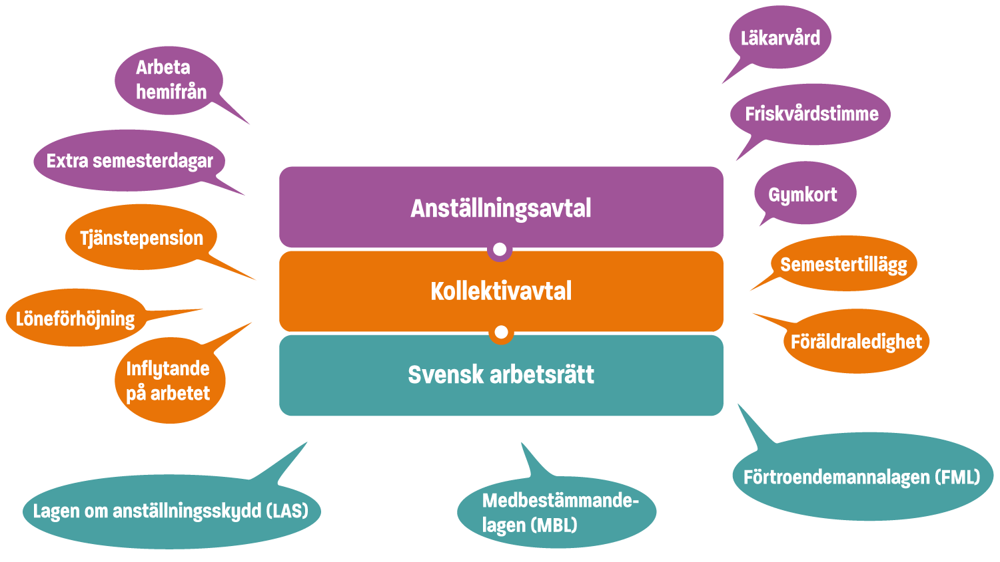 Läkarvård
Arbeta
hemifrån
Friskvårdstimme
Extra semesterdagar
Gymkort
Anställningsavtal
Tjänstepension
Semestertillägg
Kollektivavtal
Löneförhöjning
Föräldraledighet
Inflytande
på arbetet
Svensk arbetsrätt
Förtroendemannalagen (FML)
Lagen om anställningsskydd (LAS)
Medbestämmande-
lagen (MBL)